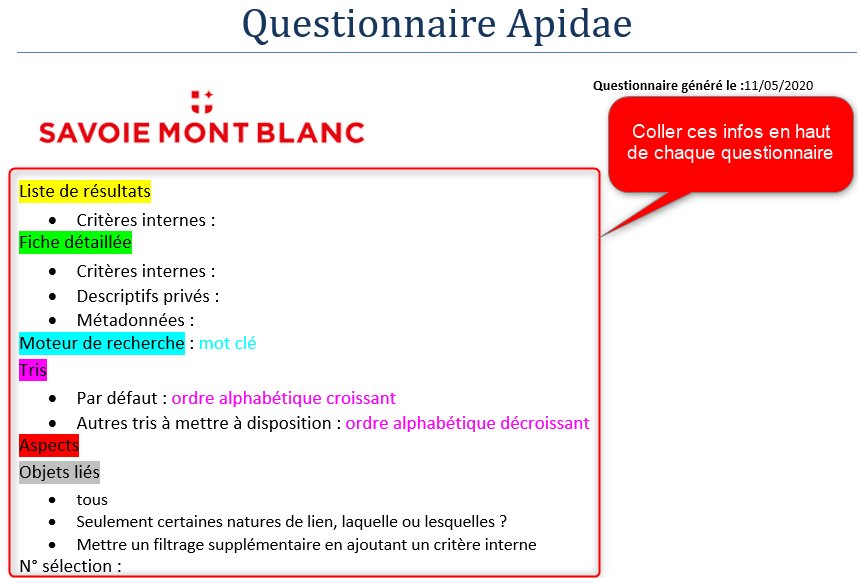 Questionnaire Apidae
Questionnaire généré le :11/05/2020
SAVOIE MONT BLANC
Coller ces infos en haut
de chaque questionnaire
Liste de résultats
• Critères internes :
Fiche détaillée
• Critères internes :
• Descriptifs privés :
• Métadonnées :
Moteur de recherche : mot clé
Tris
• Par défaut : ordre alphabétique croissant
• Autres tris à mettre à disposition : ordre alphabétique décroissant
Aspects
Objets liés
• tous
• Seulement certaines natures de lien, laquelle ou lesquelles ?
• Mettre un filtrage supplémentaire en ajoutant un critère interne
N° sélection :